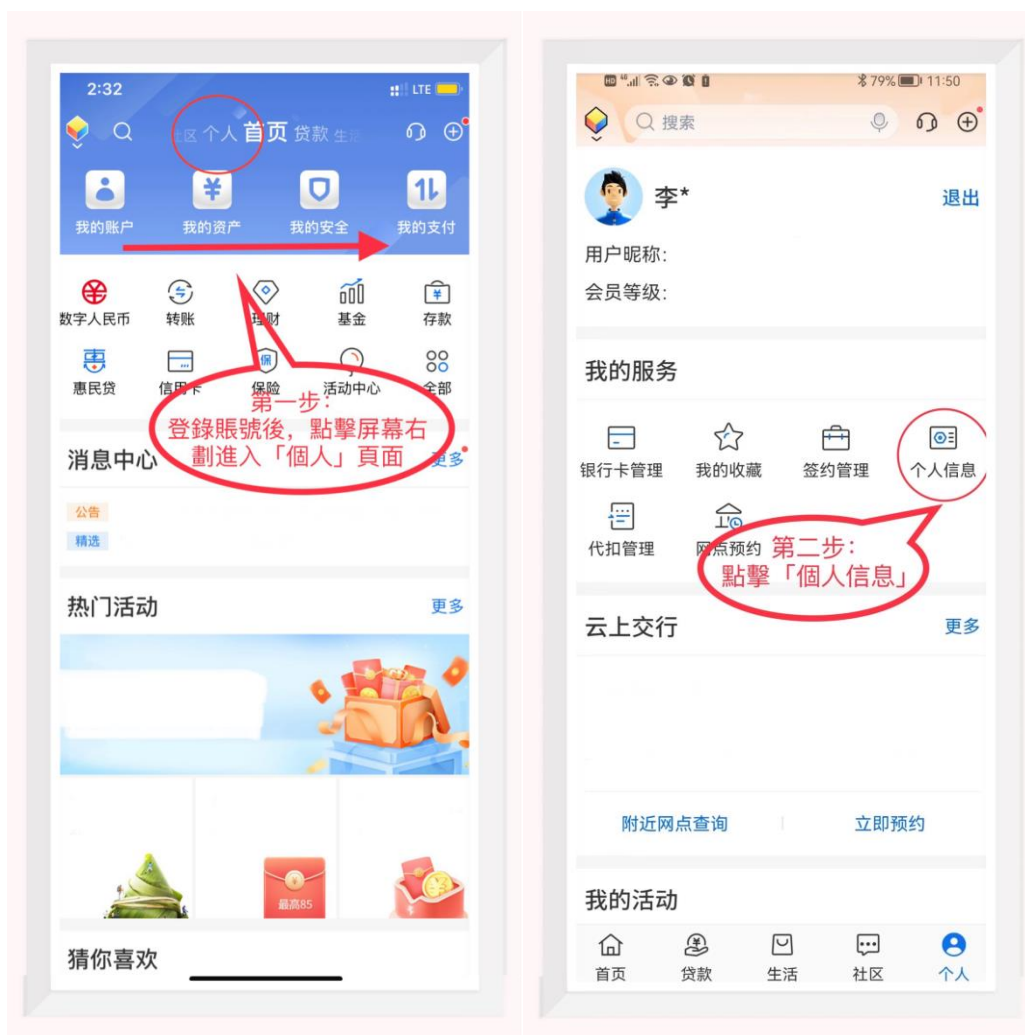 2:32
LTE
区 个人 首页 贷款 生活
我的账户 我的资产 我的安全 我的支付
数字人民币 转账 理财 基金 存款
惠民贷 信用卡 保险 活动中心 全部
第一步:
登錄賬號後，點擊屏幕右
劃進入「個人」頁面
消息中心 更多
公告
精选
热门活动 更多
最高85
猜你喜欢
HD 79% 11:50
搜索
李* 退出
用户昵称:
会员等级:
我的服务
银行卡管理 我的收藏 签约管理 个人信息
代扣管理 网点预约
第二步:
點擊「個人信息」
云上交行 更多
附近网点查询 立即预约
我的活动
首页 贷款 生活 社区 个人